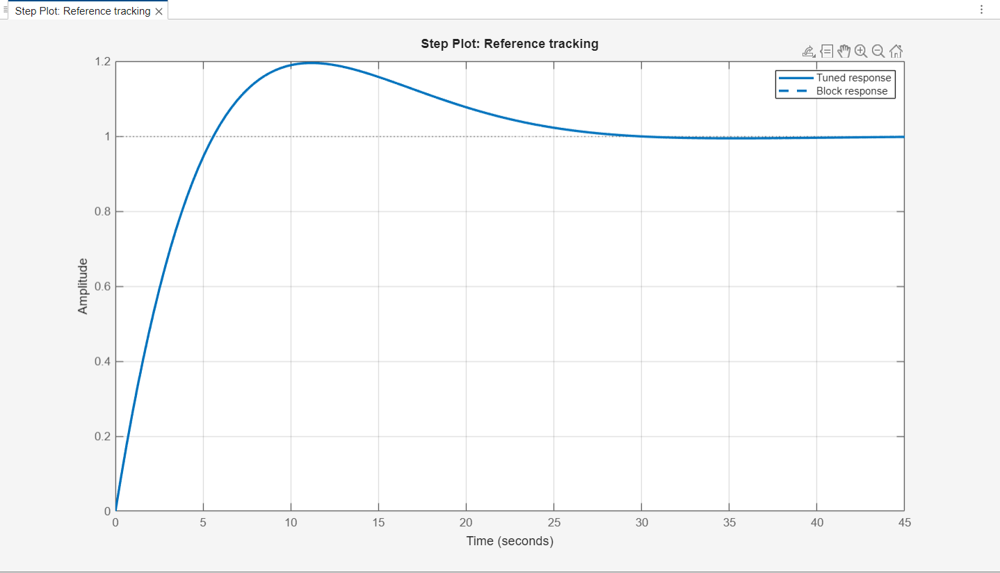 Step Plot: Reference tracking
Step Plot: Reference tracking
Tuned response
Block response
1.2
1
0.8
0.6
0.4
0.2
0
Amplitude
0 5 10 15 20 25 30 35 40 45
Time (seconds)